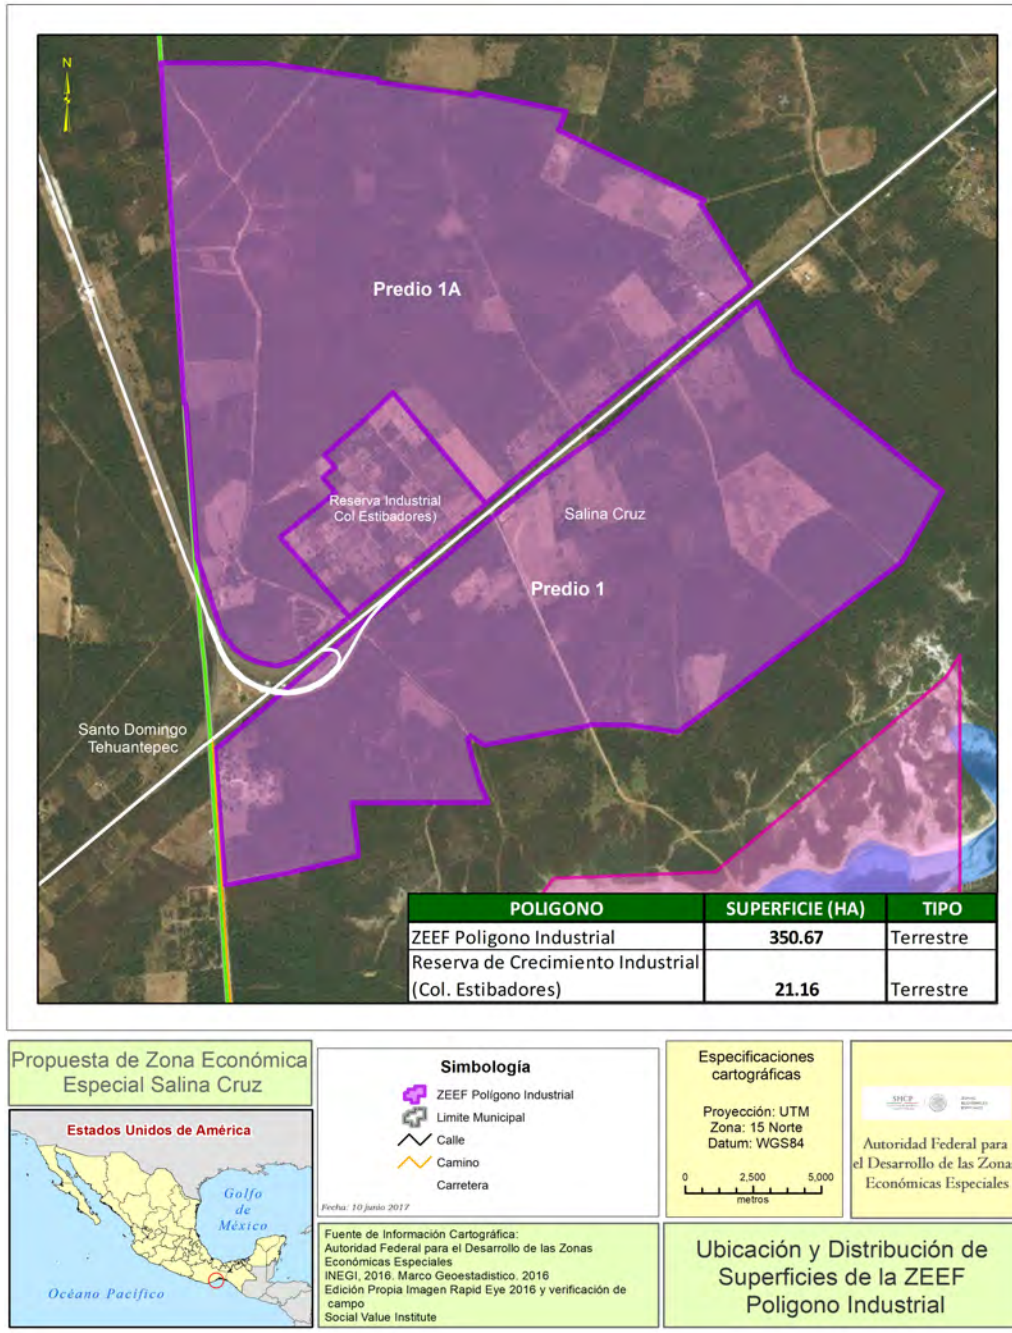 N
Predio 1A
Reserva Industrial
Col Estibadores)
Salina Cruz
Predio 1
Santo Domingo
Tehuantepec
POLIGONO SUPERFICIE (HA) TIPO
ZEEF Poligono Industrial 350.67 Terrestre
Reserva de Crecimiento Industrial
(Col. Estibadores) 21.16 Terrestre
Propuesta de Zona Económica
Especial Salina Cruz
Estados Unidos de América
Golfo
de
México
Océano Pacífico
Simbología
ZEEF Polígono Industrial
Limite Municipal
Calle
Camino
Carretera
Fecha: 10 junio 2017
Fuente de Información Cartográfica:
Autoridad Federal para el Desarrollo de las Zonas
Económicas Especiales
INEGI, 2016. Marco Geoestadistico. 2016
Edición Propia Imagen Rapid Eye 2016 y verificación de
campo
Social Value Institute
Especificaciones
cartográficas
Proyección: UTM
Zona: 15 Norte
Datum: WGS84
0 2,500 5,000
metros
SHCP
Autoridad Federal para
el Desarrollo de las Zona
Económicas Especiales
Ubicación y Distribución de
Superficies de la ZEEF
Poligono Industrial